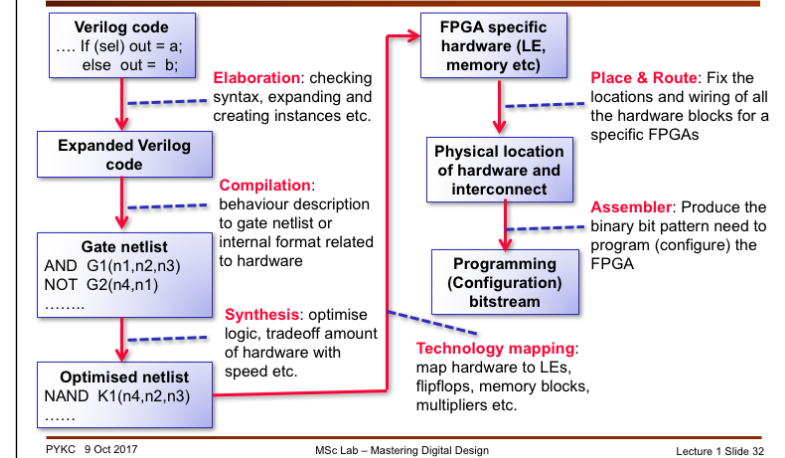 Verilog code
.... If (sel) out = a;
else out = b;
Elaboration: checking
syntax, expanding and
creating instances etc.
Expanded Verilog
code
Compilation:
behaviour description
to gate netlist or
internal format related
to hardware
Gate netlist
AND G1(n1,n2,n3)
NOT G2(n4,n1)
........
Synthesis: optimise
logic, tradeoff amount
of hardware with
speed etc.
Optimised netlist
NAND K1(n4,n2,n3)
......
FPGA specific
hardware (LE,
memory etc)
Place & Route: Fix the
locations and wiring of all
the hardware blocks for a
specific FPGAs
Physical location
of hardware and
interconnect
Assembler: Produce the
binary bit pattern need to
program (configure) the
FPGA
Programming
(Configuration)
bitstream
Technology mapping:
map hardware to LEs,
flipflops, memory blocks,
multipliers etc.
PYKC 9 Oct 2017
MSc Lab – Mastering Digital Design
Lecture 1 Slide 32